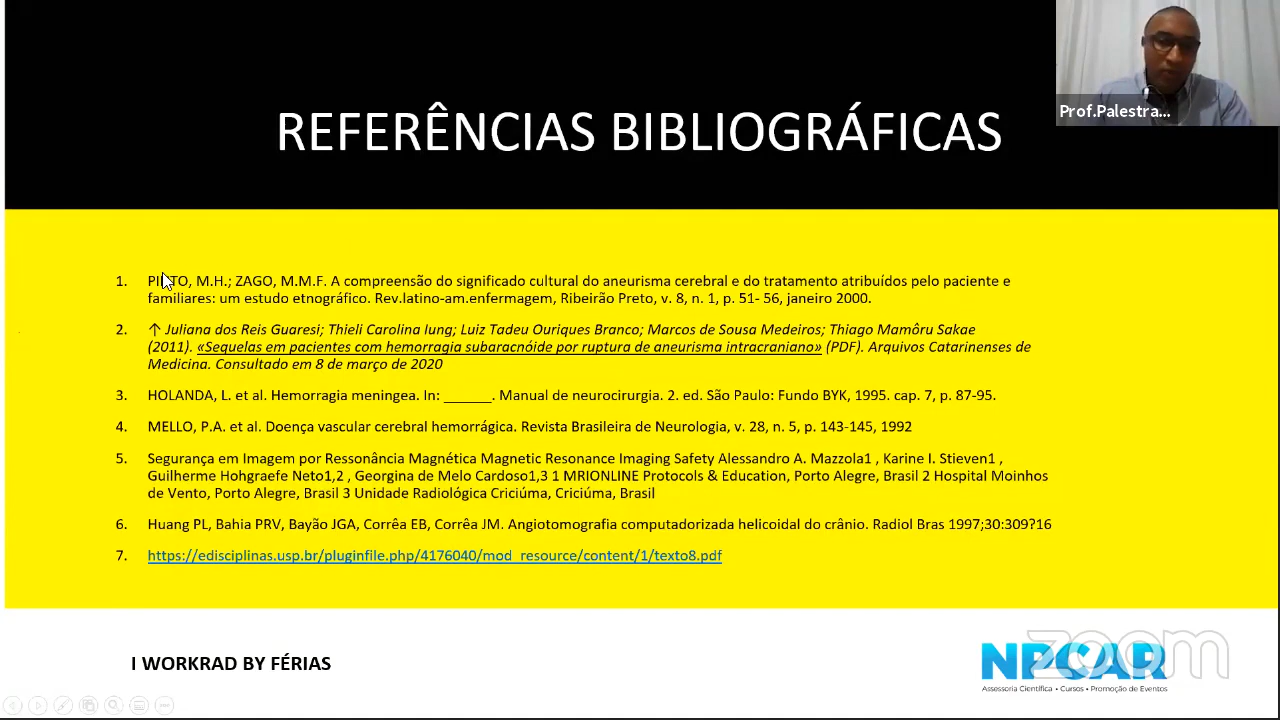 Prof.Palestra...
REFERÊNCIAS BIBLIOGRÁFICAS
1. PINTO, M.H.; ZAGO, M.M.F. A compreensão do significado cultural do aneurisma cerebral e do tratamento atribuídos pelo paciente e
familiares: um estudo etnográfico. Rev.latino-am.enfermagem, Ribeirão Preto, v. 8, n. 1, p. 51- 56, janeiro 2000.
2. ↑ Juliana dos Reis Guaresi; Thieli Carolina Iung; Luiz Tadeu Ouriques Branco; Marcos de Sousa Medeiros; Thiago Mamôru Sakae
(2011). «Sequelas em pacientes com hemorragia subaracnóide por ruptura de aneurisma intracraniano» (PDF). Arquivos Catarinenses de
Medicina. Consultado em 8 de março de 2020
3. HOLANDA, L. et al. Hemorragia meningea. In: ______. Manual de neurocirurgia. 2. ed. São Paulo: Fundo BYK, 1995. cap. 7, p. 87-95.
4. MELLO, P.A. et al. Doença vascular cerebral hemorrágica. Revista Brasileira de Neurologia, v. 28, n. 5, p. 143-145, 1992
5. Segurança em Imagem por Ressonância Magnética Magnetic Resonance Imaging Safety Alessandro A. Mazzola1 , Karine I. Stieven1 ,
Guilherme Hohgraefe Neto1,2 , Georgina de Melo Cardoso1,3 1 MRIONLINE Protocols & Education, Porto Alegre, Brasil 2 Hospital Moinhos
de Vento, Porto Alegre, Brasil 3 Unidade Radiológica Criciúma, Criciúma, Brasil
6. Huang PL, Bahia PRV, Bayão JGA, Corrêa EB, Corrêa JM. Angiotomografia computadorizada helicoidal do crânio. Radiol Bras 1997;30:309?16
7. https://edisciplinas.usp.br/pluginfile.php/4176040/mod_resource/content/1/texto8.pdf
I WORKRAD BY FÉRIAS
NPCAR
zoom
Assessoria Científica • Cursos • Promoção de Eventos